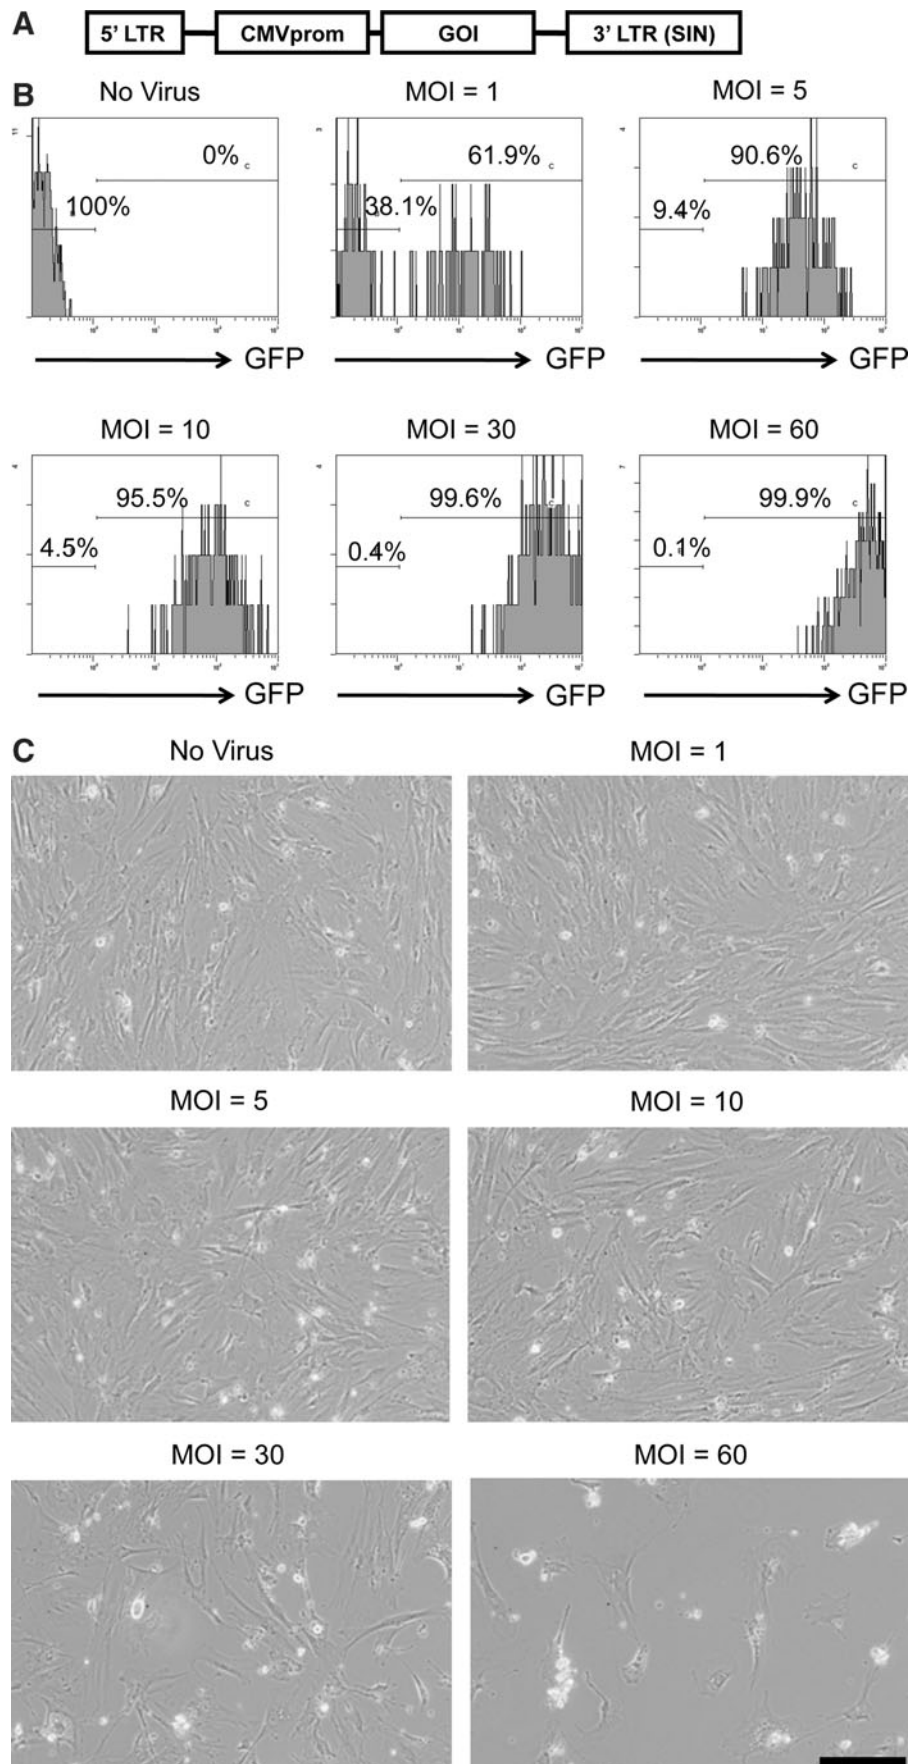 A
5' LTR CMVprom GOI 3' LTR (SIN)
B
No Virus MOI = 1 MOI = 5
0% c 61.9% c 90.6% c
100% 38.1% 9.4%
GFP GFP GFP
MOI = 10 MOI = 30 MOI = 60
95.5% c 99.6% c 99.9% c
4.5% 0.4% 0.1%
GFP GFP GFP
C
No Virus MOI = 1
MOI = 5 MOI = 10
MOI = 30 MOI = 60